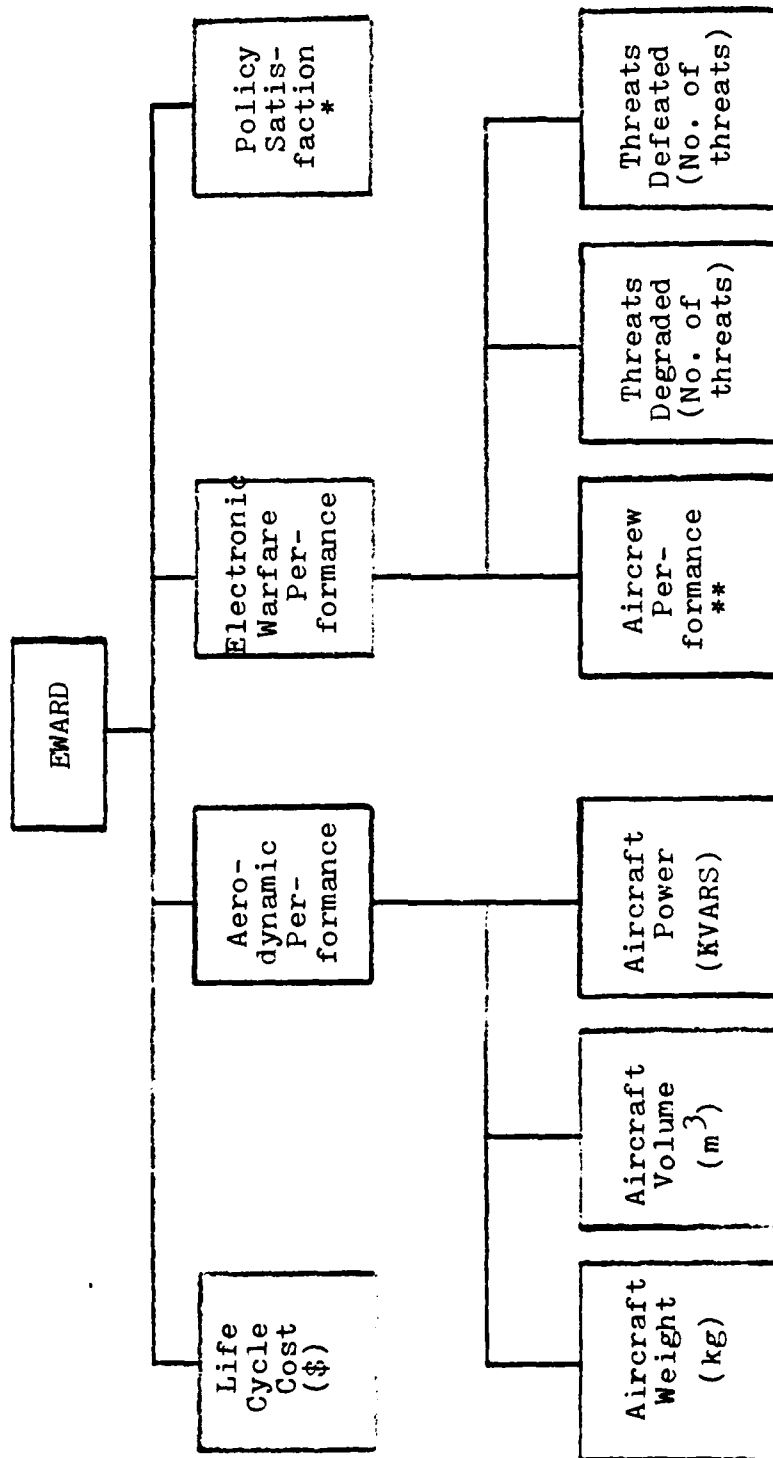 EWARD
Life
Cycle
Cost
($)
Aero-
dynamic
Per-
formance
Electronic
Warfare
Per-
formance
Policy
Satis-
faction
*
Aircraft
Weight
(kg)
Aircraft
Volume
(m³)
Aircraft
Power
(KVARS)
Aircrew
Per-
formance
**
Threats
Degraded
(No. of
threats)
Threats
Defeated
(No. of
threats)